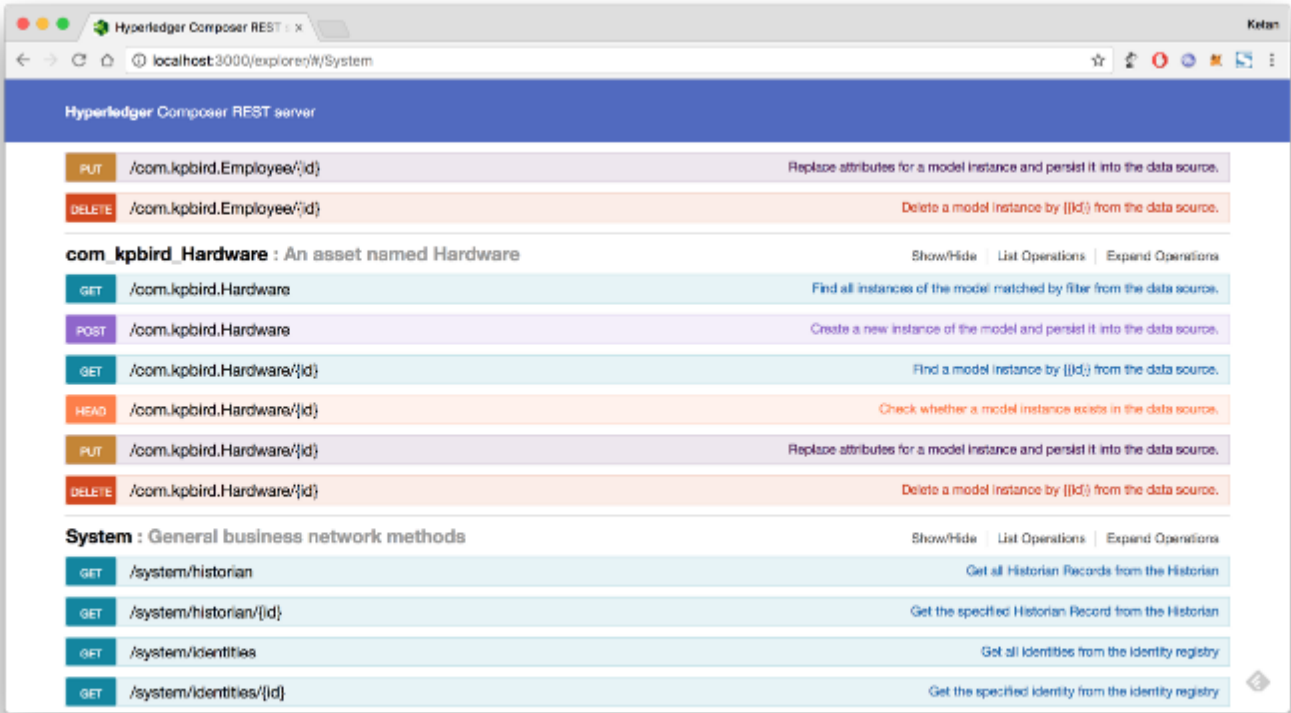 Hyperledger Composer REST s x
Ketan
localhost:3000/explorer/#/System
Hyperledger Composer REST server
PUT /com.kpbird.Employee/{id} Replace attributes for a model instance and persist it into the data source.
DELETE /com.kpbird.Employee/{id} Delete a model instance by {{id}} from the data source.
com_kpbird_Hardware : An asset named Hardware Show/Hide List Operations Expand Operations
GET /com.kpbird.Hardware Find all instances of the model matched by filter from the data source.
POST /com.kpbird.Hardware Create a new instance of the model and persist it into the data source.
GET /com.kpbird.Hardware/{id} Find a model instance by {{id}} from the data source.
HEAD /com.kpbird.Hardware/{id} Check whether a model instance exists in the data source.
PUT /com.kpbird.Hardware/{id} Replace attributes for a model instance and persist it into the data source.
DELETE /com.kpbird.Hardware/{id} Delete a model instance by {{id}} from the data source.
System : General business network methods Show/Hide List Operations Expand Operations
GET /system/historian Get all Historian Records from the Historian
GET /system/historian/{id} Get the specified Historian Record from the Historian
GET /system/identities Get all identities from the identity registry
GET /system/identities/{id} Get the specified identity from the identity registry